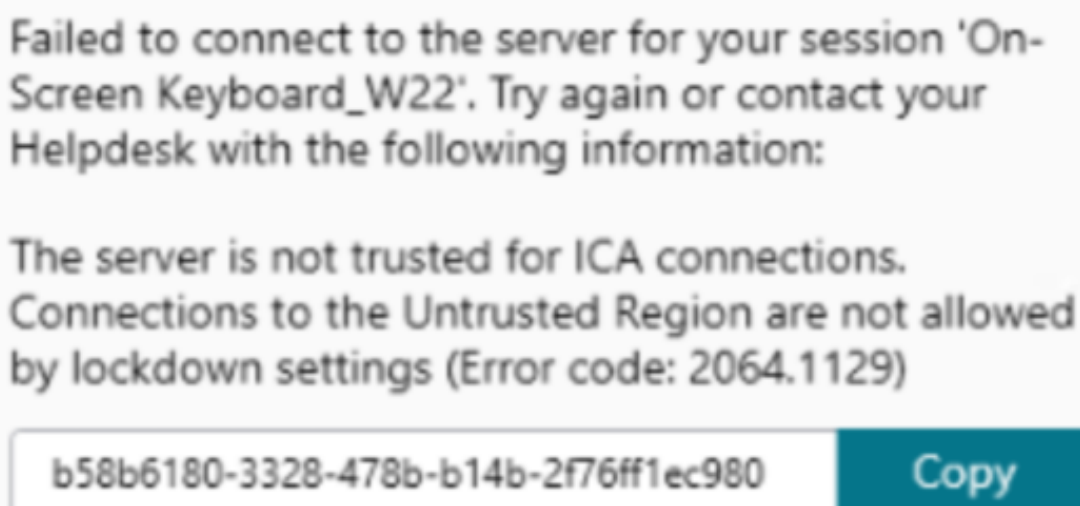 Failed to connect to the server for your session 'On-
Screen Keyboard_W22'. Try again or contact your
Helpdesk with the following information:
The server is not trusted for ICA connections.
Connections to the Untrusted Region are not allowed
by lockdown settings (Error code: 2064.1129)
b58b6180-3328-478b-b14b-2f76ff1ec980
Copy